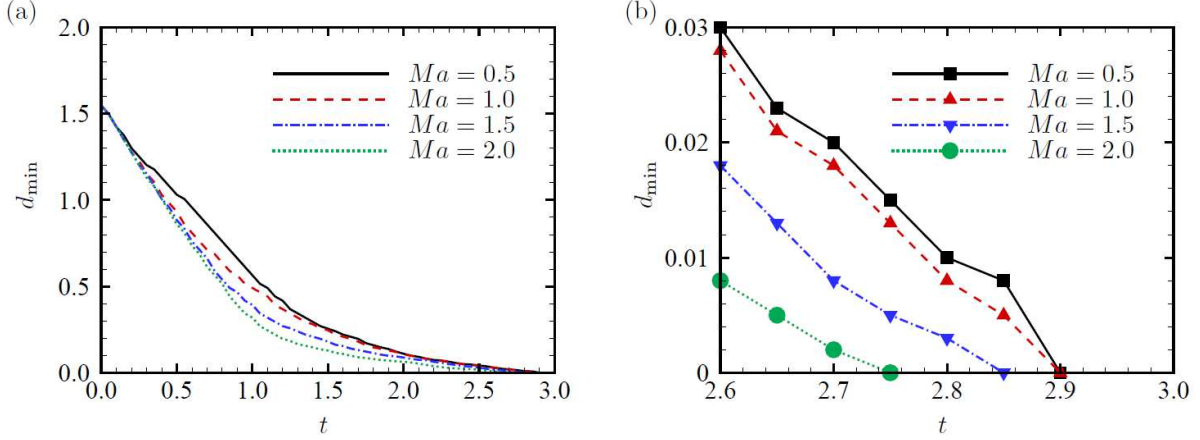 (a)
2.0
1.5
1.0
0.5
0.0
d_min
0.0 0.5 1.0 1.5 2.0 2.5 3.0
t
Ma = 0.5
Ma = 1.0
Ma = 1.5
Ma = 2.0
(b)
0.03
0.02
0.01
0
d_min
2.6 2.7 2.8 2.9 3.0
t
Ma = 0.5
Ma = 1.0
Ma = 1.5
Ma = 2.0